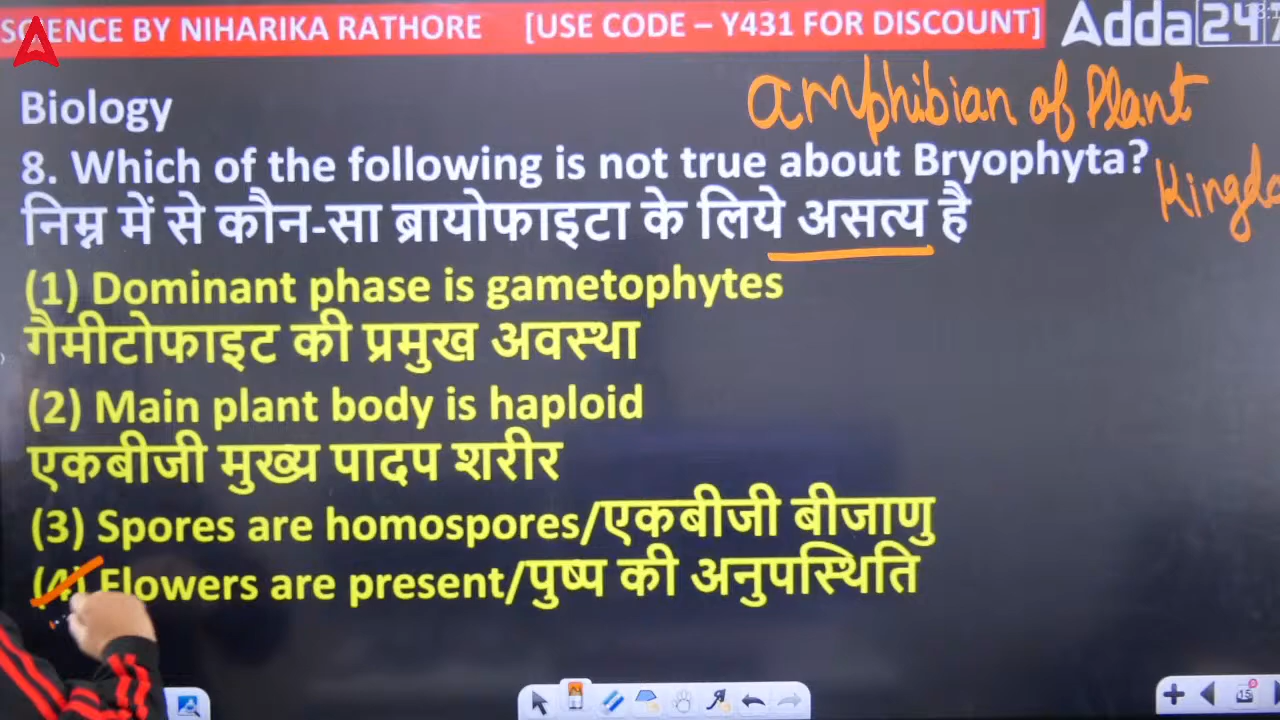 SCIENCE BY NIHARIKA RATHORE [USE CODE – Y431 FOR DISCOUNT] Adda247
Biology
amphibian of Plant
8. Which of the following is not true about Bryophyta?
निम्न में से कौन-सा ब्रायोफाइटा के लिये असत्य है
(1) Dominant phase is gametophytes
गैमीटोफाइट की प्रमुख अवस्था
(2) Main plant body is haploid
एकबीजी मुख्य पादप शरीर
(3) Spores are homospores/एकबीजी बीजाणु
(4) Flowers are present/पुष्प की अनुपस्थिति
15